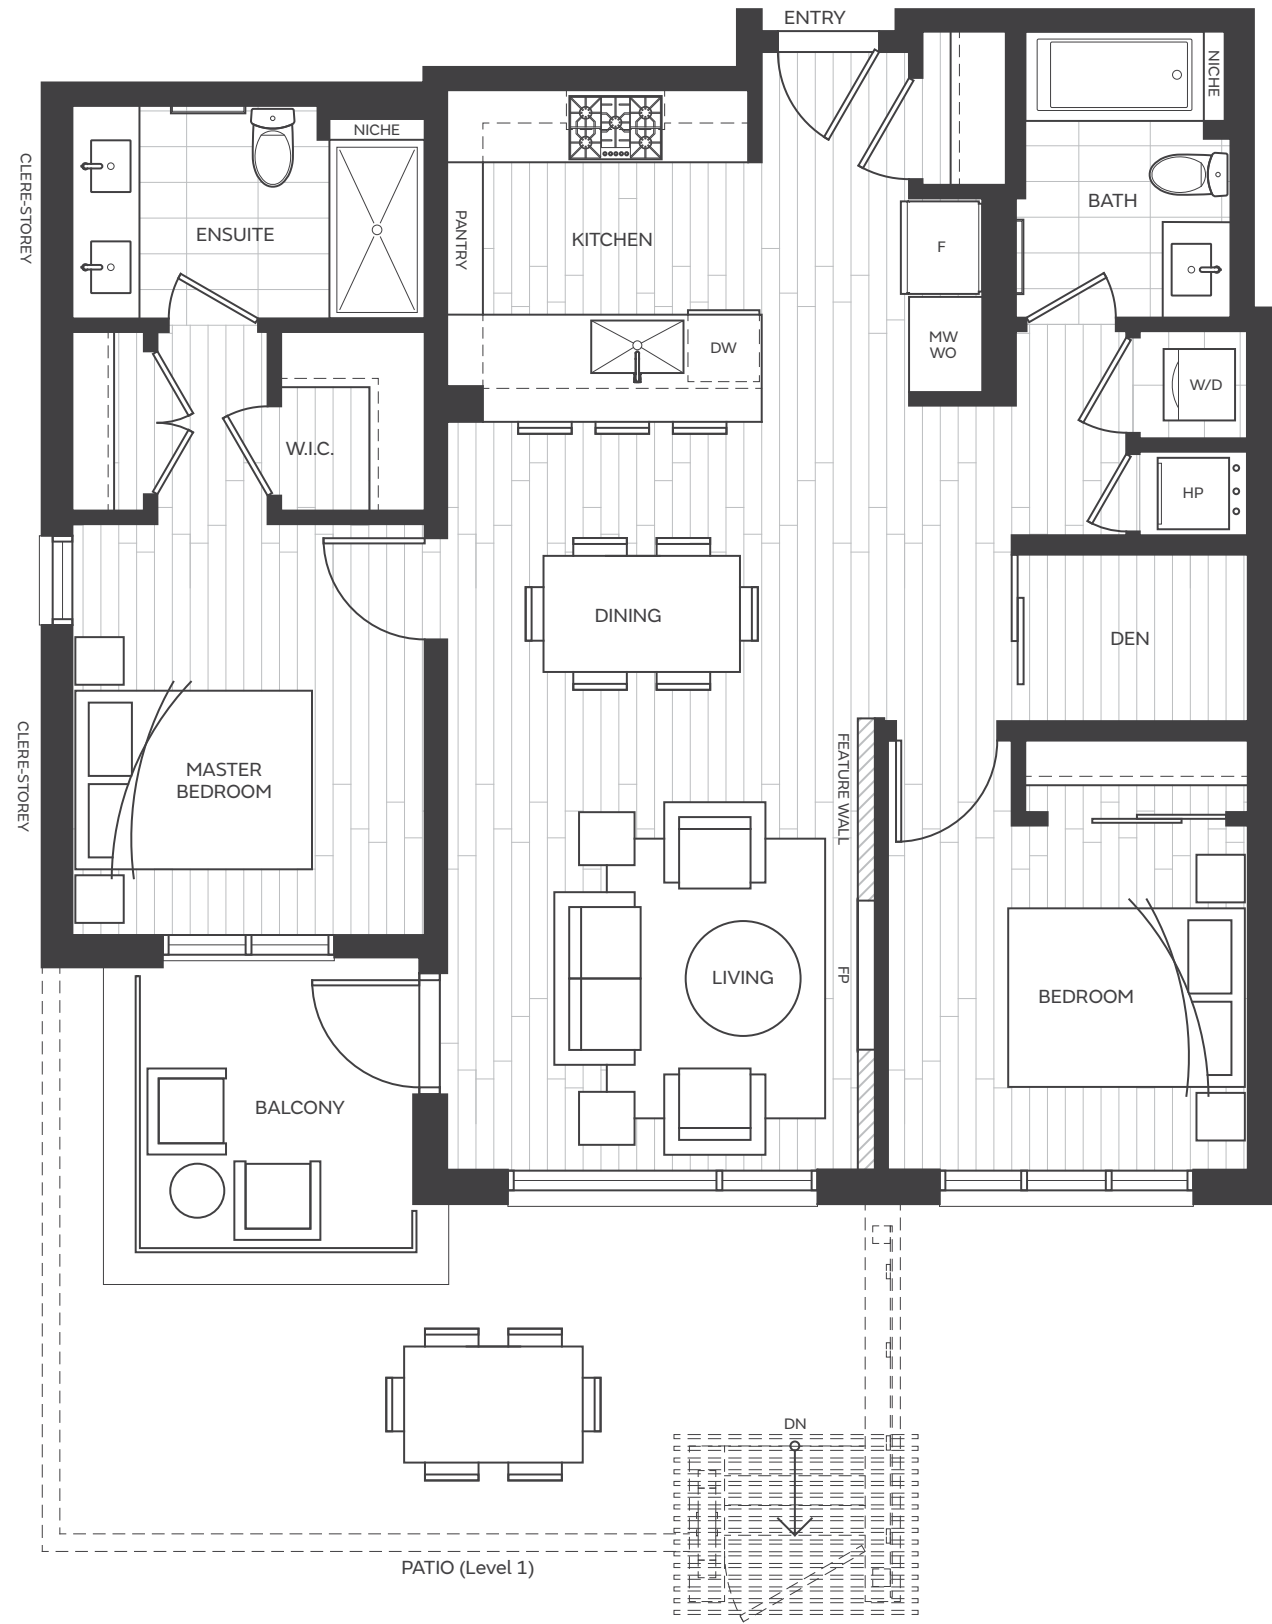 ENTRY
NICHE
NICHE
CLERE-STOREY
ENSUITE
PANTRY
KITCHEN
F
BATH
DW
MW
WO
W/D
W.I.C.
HP
DINING
DEN
CLERE-STOREY
MASTER
BEDROOM
FEATURE WALL
LIVING
FP
BEDROOM
BALCONY
DN
PATIO (Level 1)